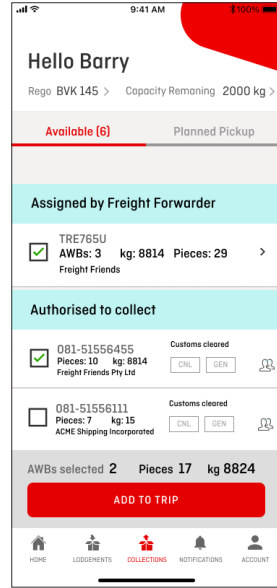 9:41 AM
100%
Hello Barry
Rego BVK 145 > Capacity Remaning 2000 kg >
Available (6) Planned Pickup
Assigned by Freight Forwarder
TRE765U
AWBs: 3 kg: 8814 Pieces: 29 >
Freight Friends
Authorised to collect
081-51556455 Customs cleared
Pieces: 10 kg: 8814 CNL GEN
Freight Friends Pty Ltd
081-51556111 Customs cleared
Pieces: 7 kg: 15 CNL GEN
ACME Shipping Incorporated
AWBs selected 2 Pieces 17 kg 8824
ADD TO TRIP
HOME LODGEMENTS COLLECTIONS NOTIFICATIONS ACCOUNT